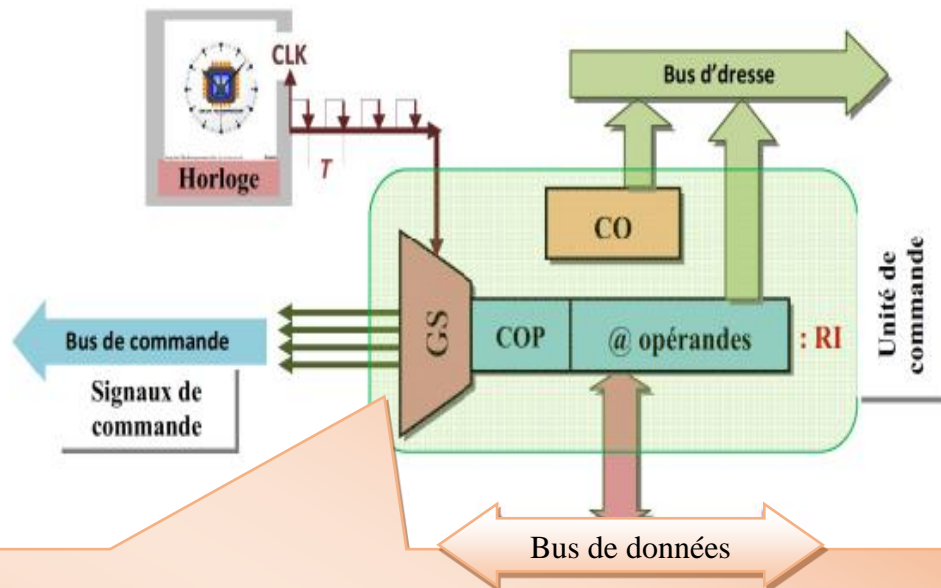 CLK
Bus d'dresse
T
Horloge
CO
Unité de
commande
GS
COP
@ opérandes
: RI
Bus de commande
Signaux de
commande
Bus de données